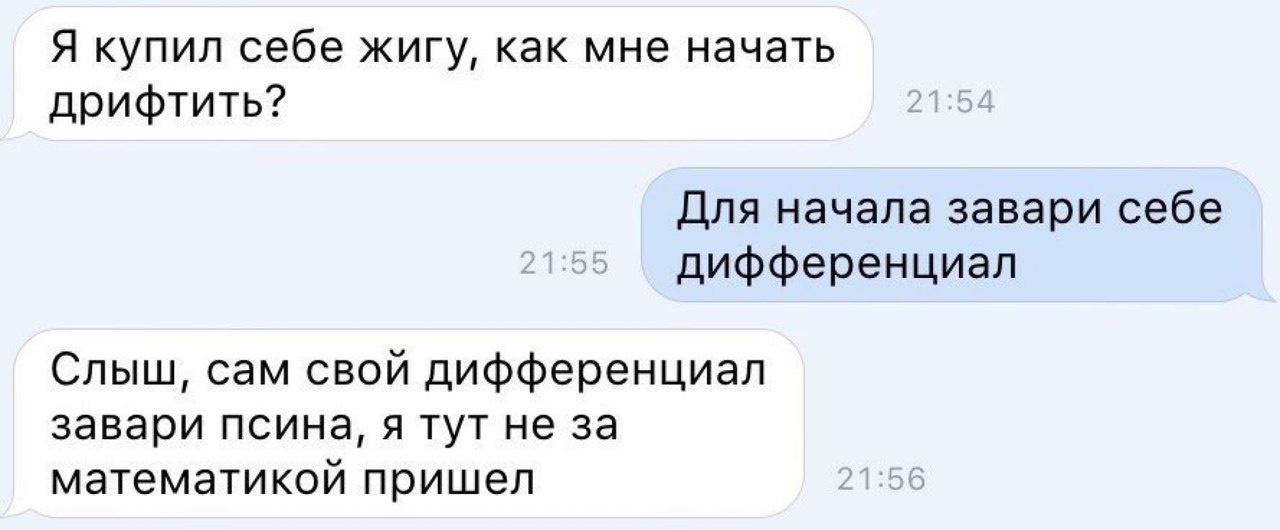 Я купил себе жигу, как мне начать
дрифтить?
21:54
Для начала завари себе
дифференциал
21:55
Слыш, сам свой дифференциал
завари псина, я тут не за
математикой пришел
21:56